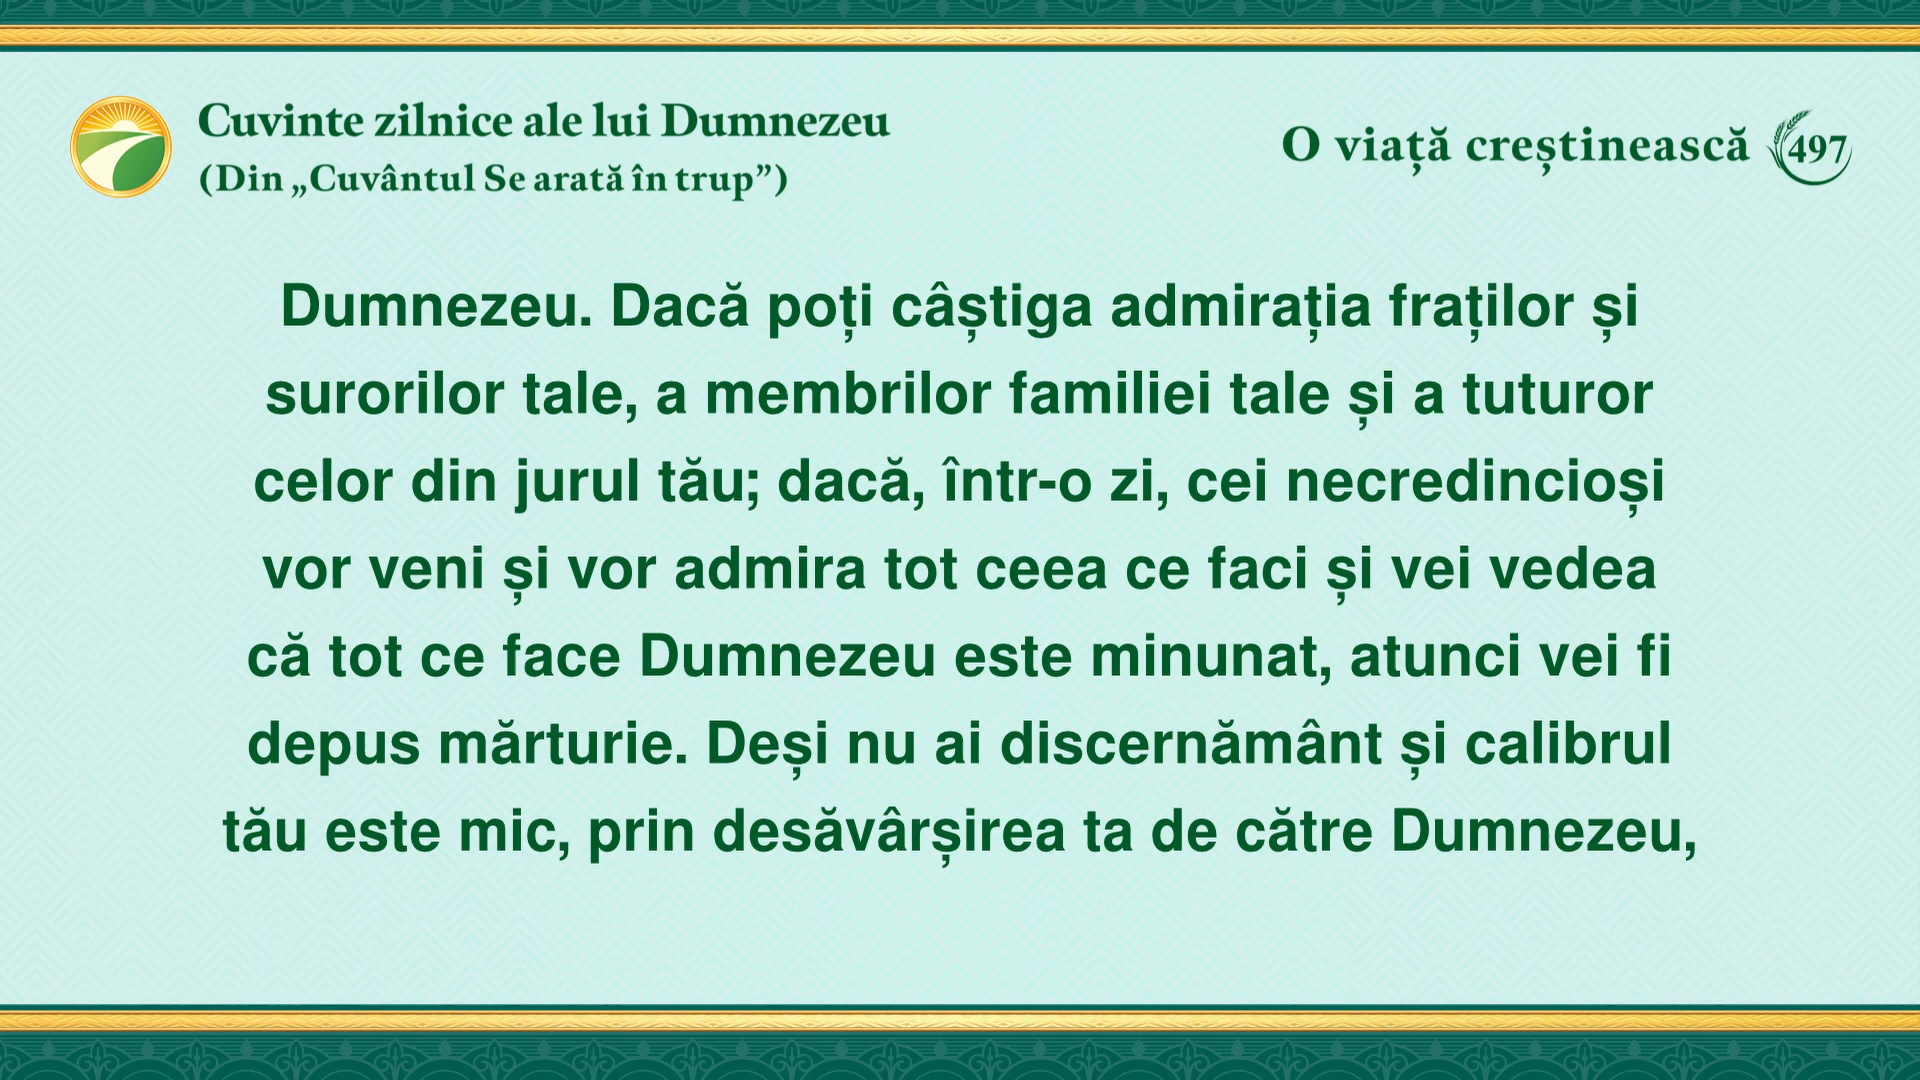 Cuvinte zilnice ale lui Dumnezeu
(Din „Cuvântul Se arată în trup”)
O viață creștinească 497
Dumnezeu. Dacă poți câștiga admirația fraților și
surorilor tale, a membrilor familiei tale și a tuturor
celor din jurul tău; dacă, într-o zi, cei necredincioși
vor veni și vor admira tot ceea ce faci și vei vedea
că tot ce face Dumnezeu este minunat, atunci vei fi
depus mărturie. Deși nu ai discernământ și calibrul
tău este mic, prin desăvârșirea ta de către Dumnezeu,